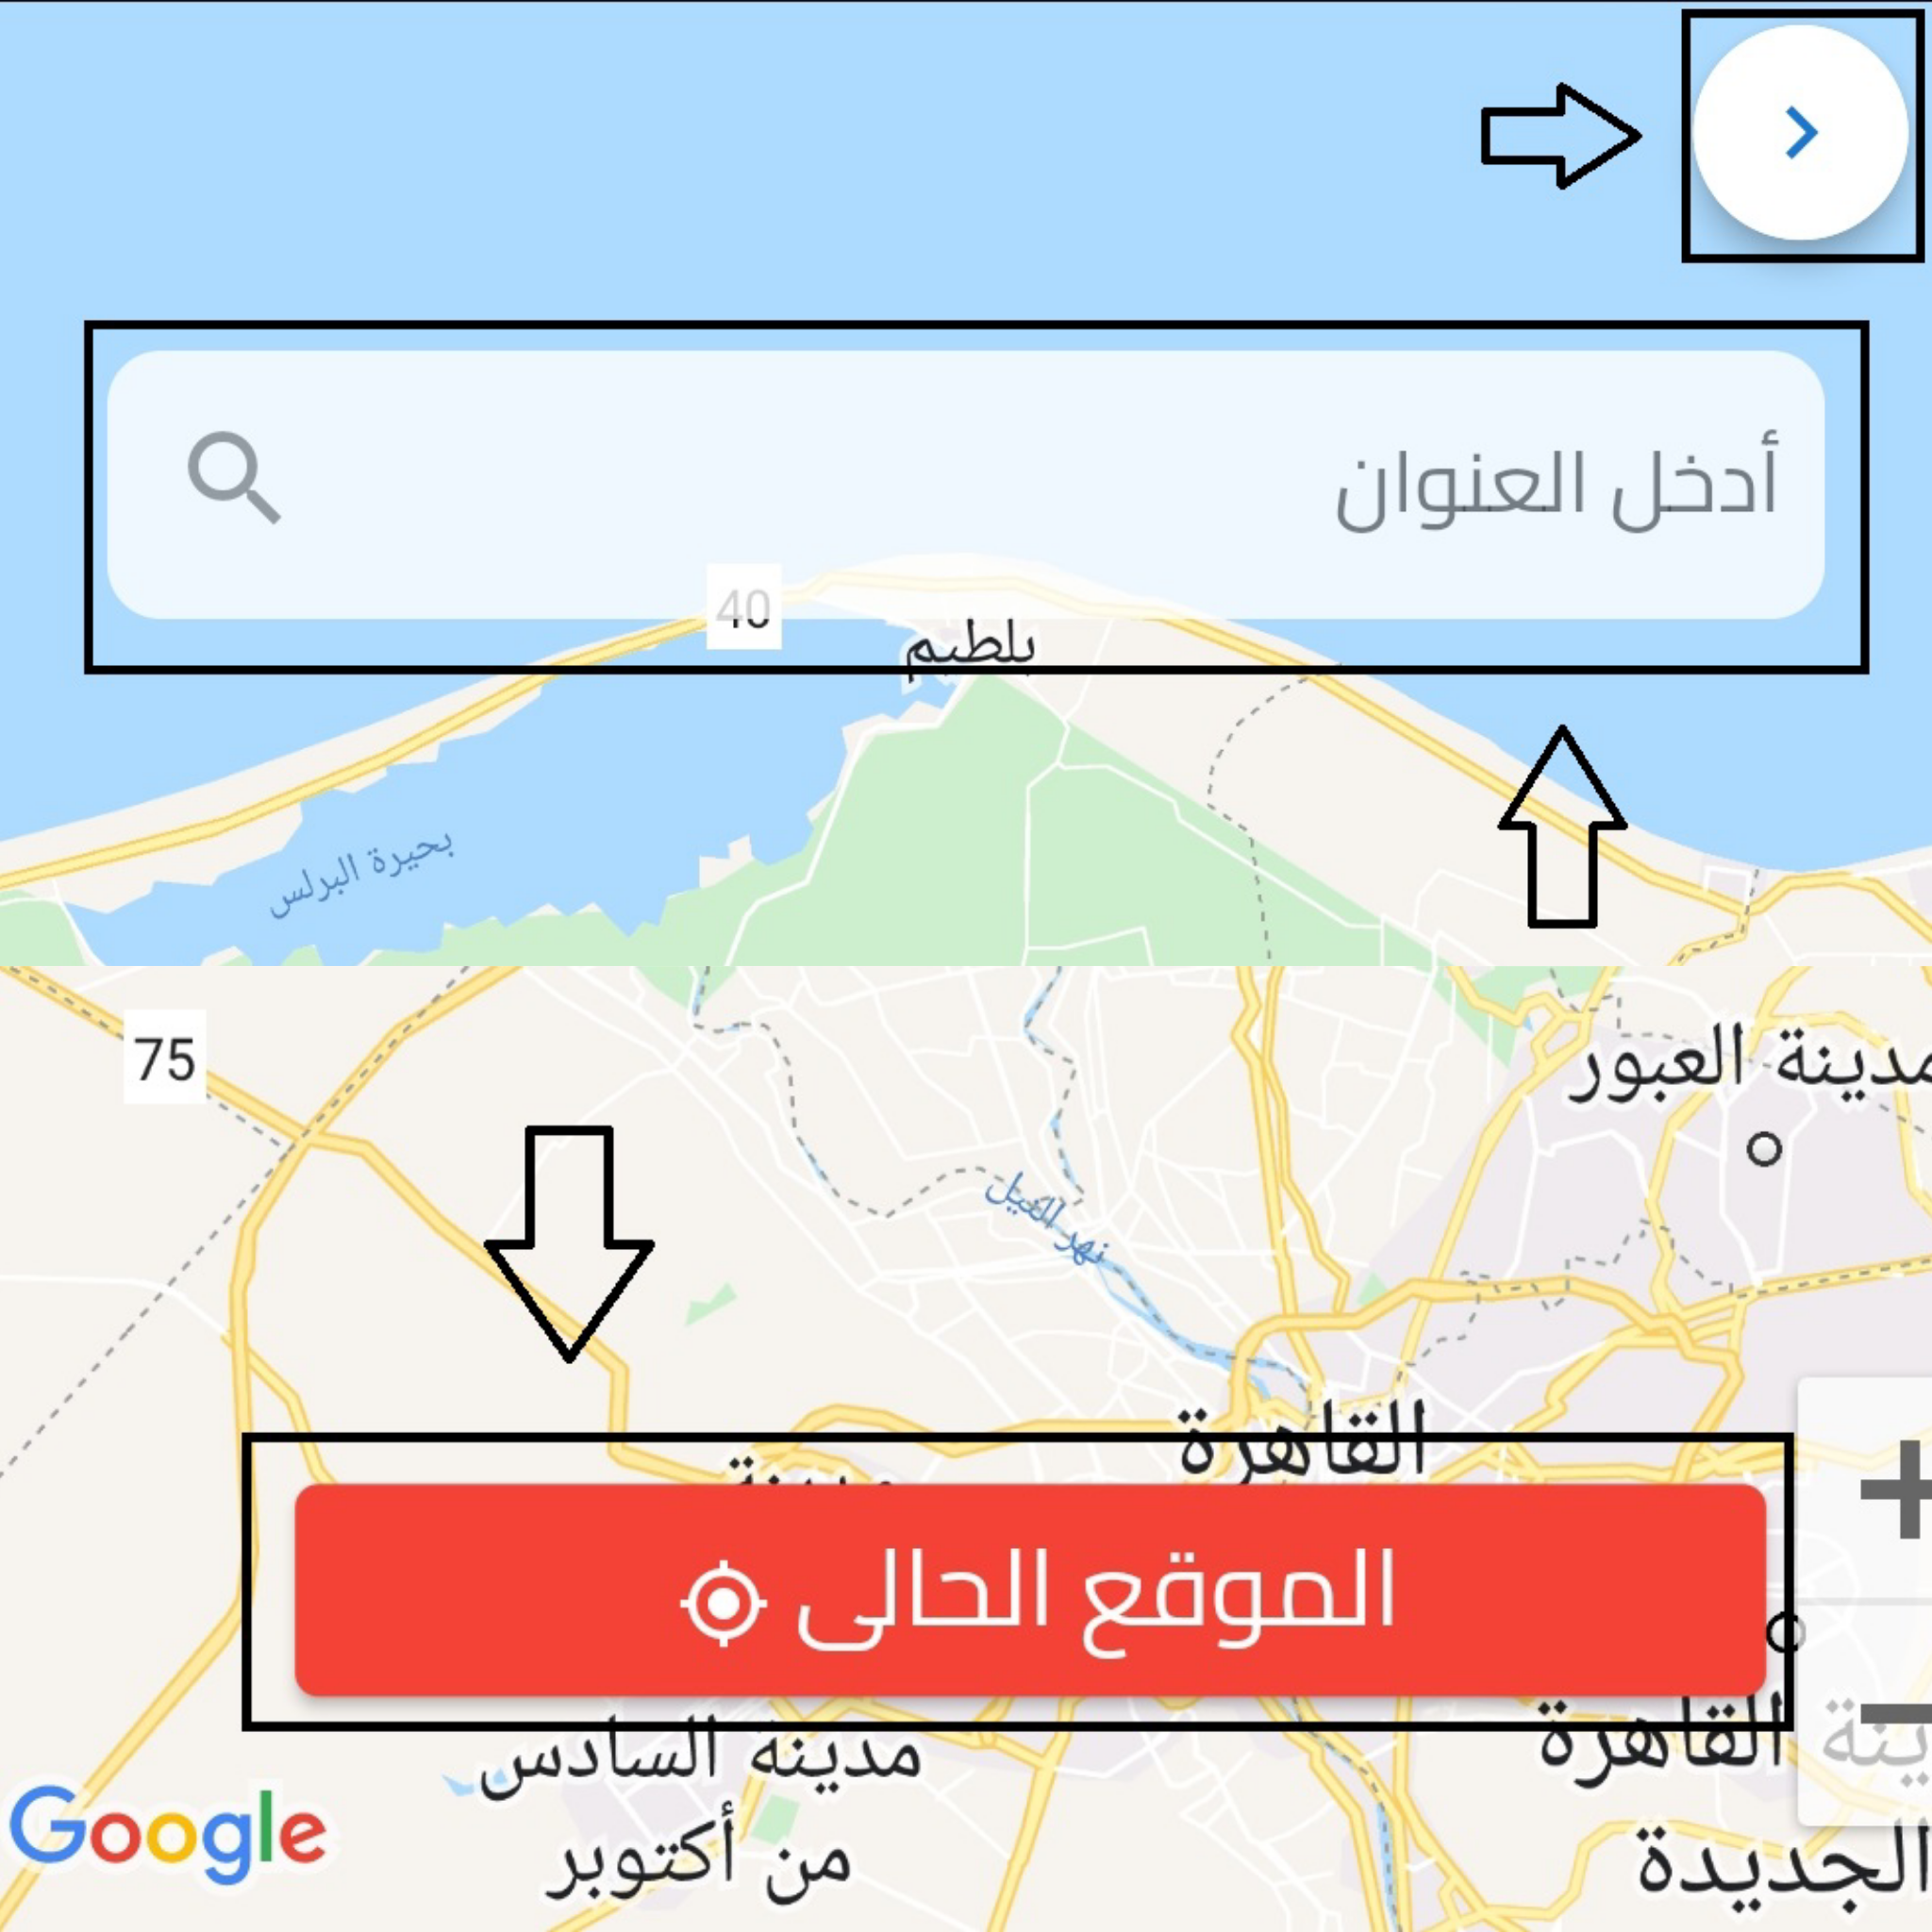 أدخل العنوان
40
بلطيم
بحيرة البرلس
75
مدينة العبور
نهر النيل
القاهرة
مدينة
الموقع الحالى
القاهرة
مدينة السادس
من أكتوبر
الجديدة
Google